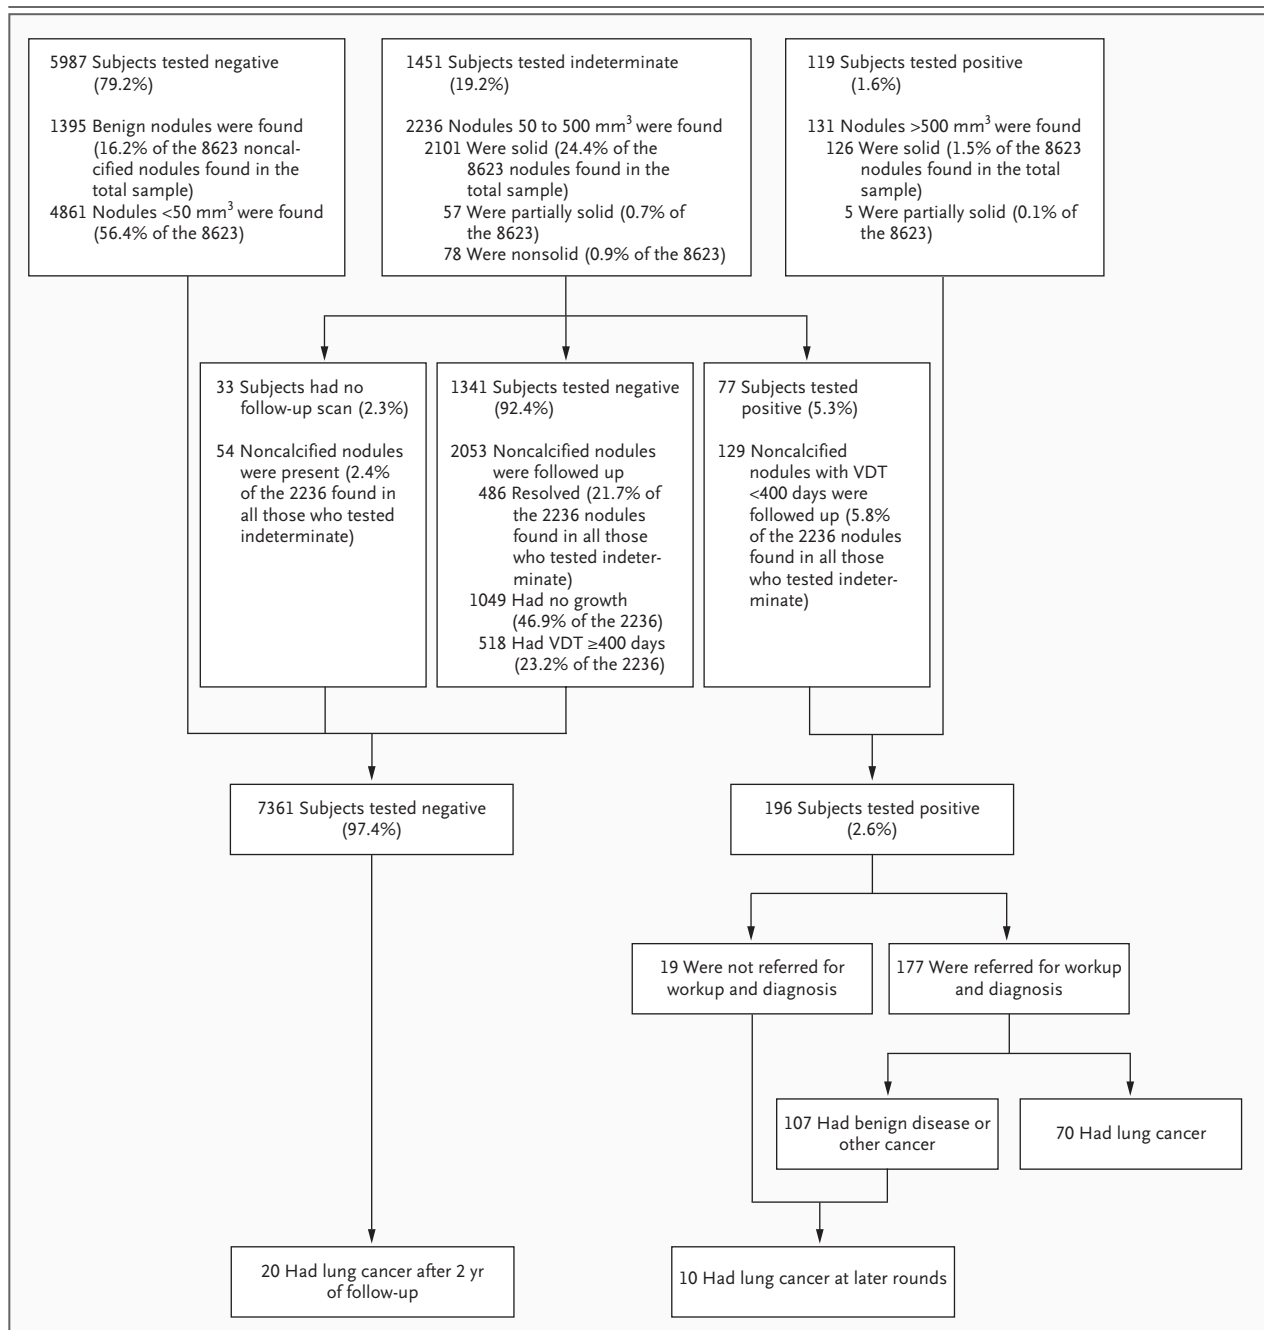 5987 Subjects tested negative
(79.2%)
1395 Benign nodules were found
(16.2% of the 8623 noncal-
cified nodules found in the
total sample)
4861 Nodules <50 mm³ were found
(56.4% of the 8623)
1451 Subjects tested indeterminate
(19.2%)
2236 Nodules 50 to 500 mm³ were found
2101 Were solid (24.4% of the
8623 nodules found in the
total sample)
57 Were partially solid (0.7% of
the 8623)
78 Were nonsolid (0.9% of the 8623)
119 Subjects tested positive
(1.6%)
131 Nodules >500 mm³ were found
126 Were solid (1.5% of the 8623
nodules found in the total
sample)
5 Were partially solid (0.1% of
the 8623)
33 Subjects had no
follow-up scan (2.3%)
54 Noncalcified nodules
were present (2.4%
of the 2236 found in
all those who tested
indeterminate)
1341 Subjects tested negative
(92.4%)
2053 Noncalcified nodules
were followed up
486 Resolved (21.7% of
the 2236 nodules
found in all those
who tested indeter-
minate)
1049 Had no growth
(46.9% of the 2236)
518 Had VDT ≥400 days
(23.2% of the 2236)
77 Subjects tested
positive (5.3%)
129 Noncalcified
nodules with VDT
<400 days were
followed up (5.8%
of the 2236 nodules
found in all those
who tested indeter-
minate)
7361 Subjects tested negative
(97.4%)
196 Subjects tested positive
(2.6%)
19 Were not referred for
workup and diagnosis
177 Were referred for workup
and diagnosis
107 Had benign disease or
other cancer
70 Had lung cancer
20 Had lung cancer after 2 yr
of follow-up
10 Had lung cancer at later rounds